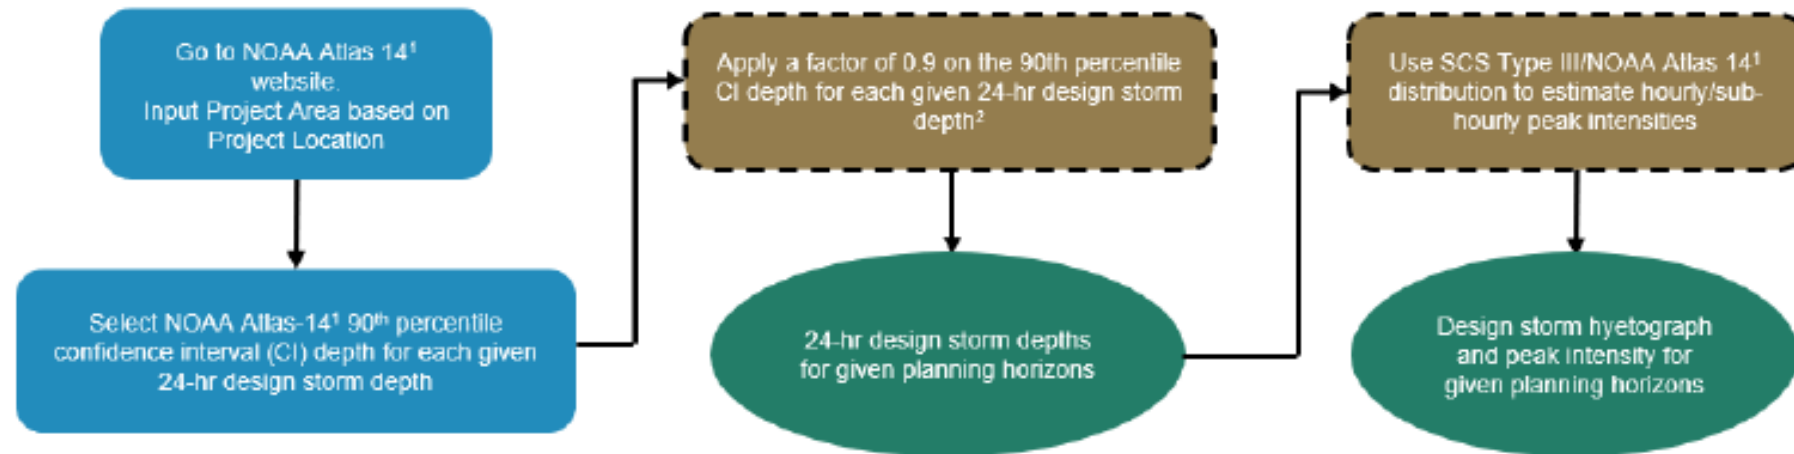 Go to NOAA Atlas 14¹
website.
Input Project Area based on
Project Location
Select NOAA Atlas-14¹ 90ᵗʰ percentile
confidence interval (CI) depth for each given
24-hr design storm depth
Apply a factor of 0.9 on the 90th percentile
CI depth for each given 24-hr design storm
depth²
24-hr design storm depths
for given planning horizons
Use SCS Type III/NOAA Atlas 14¹
distribution to estimate hourly/sub-
hourly peak intensities
Design storm hyetograph
and peak intensity for
given planning horizons